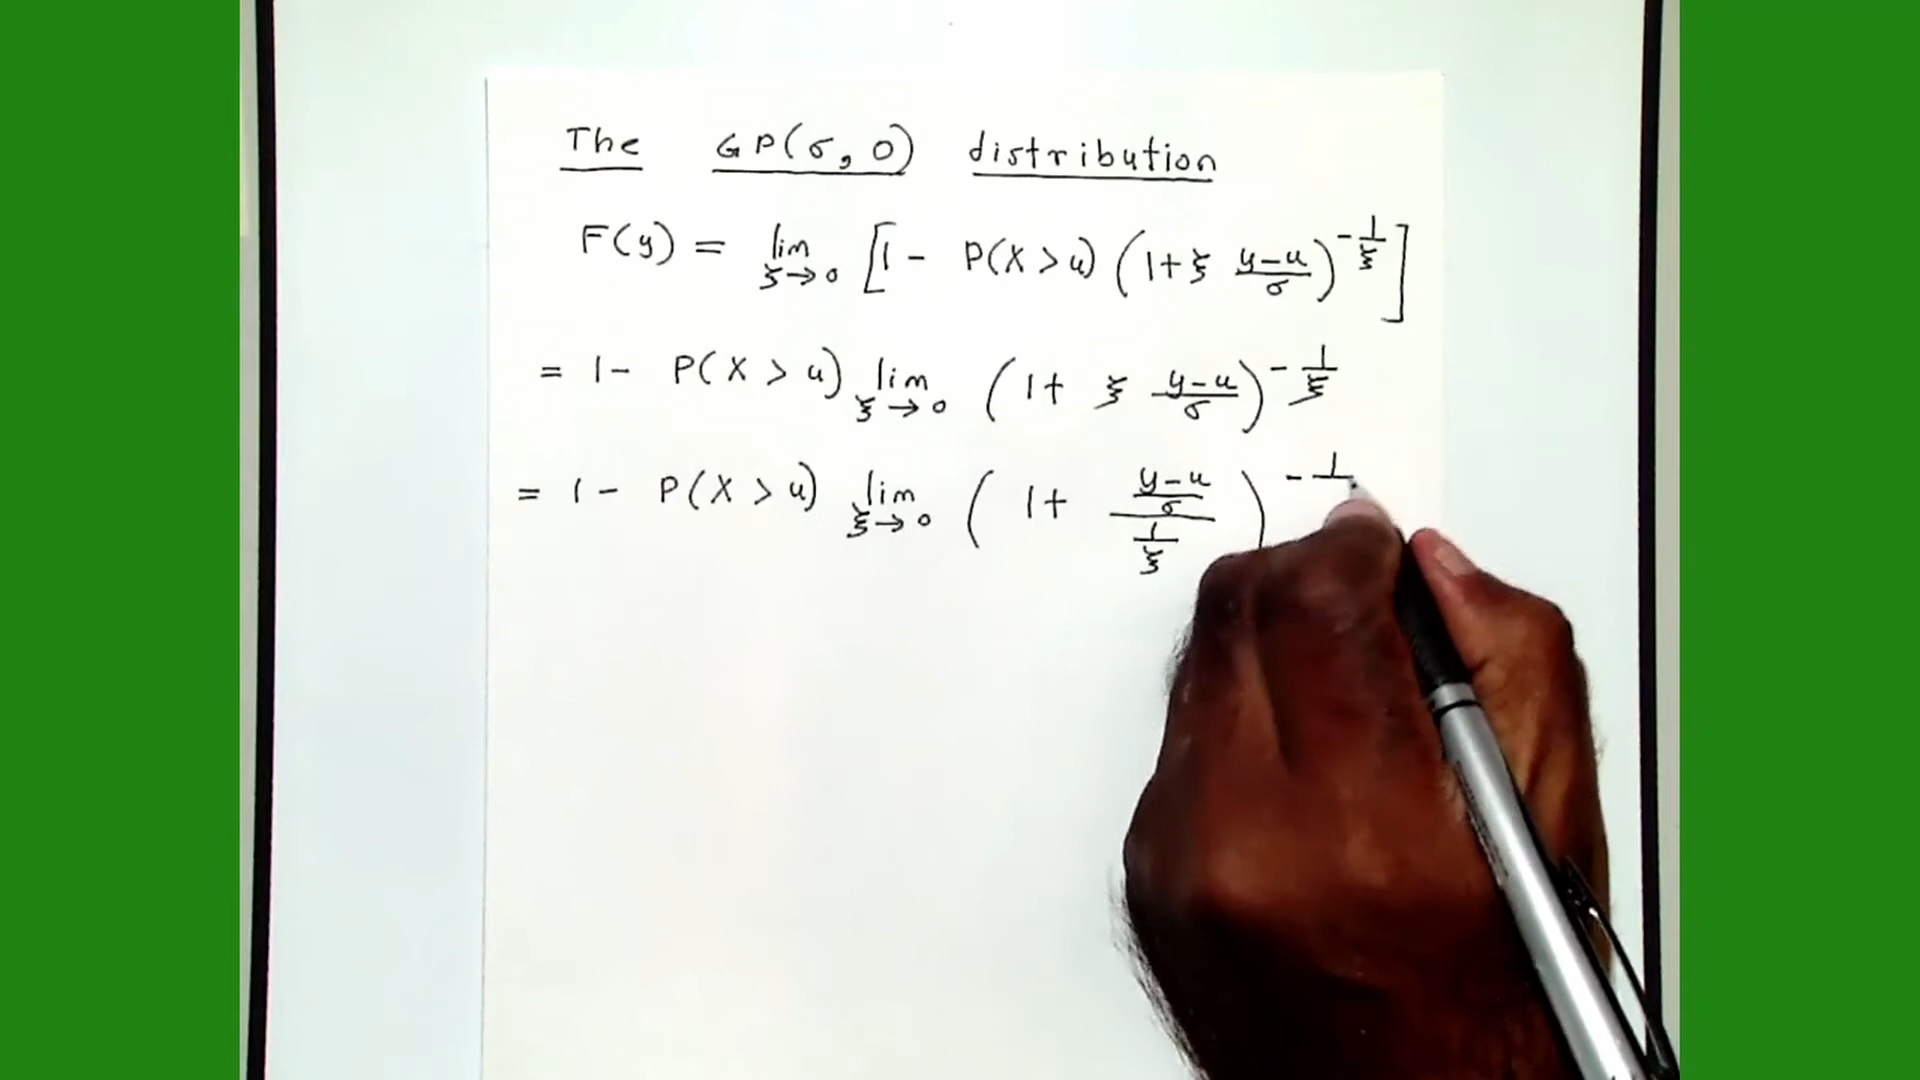 The GP(σ, 0) distribution
F(y) = lim ξ→0 [1 - P(X > u) (1 + ξ (y-u)/σ)^(-1/ξ)]
= 1 - P(X > u) lim ξ→0 (1 + ξ (y-u)/σ)^(-1/ξ)
= 1 - P(X > u) lim ξ→0 (1 + ((y-u)/σ)/(1/ξ))^(-1/